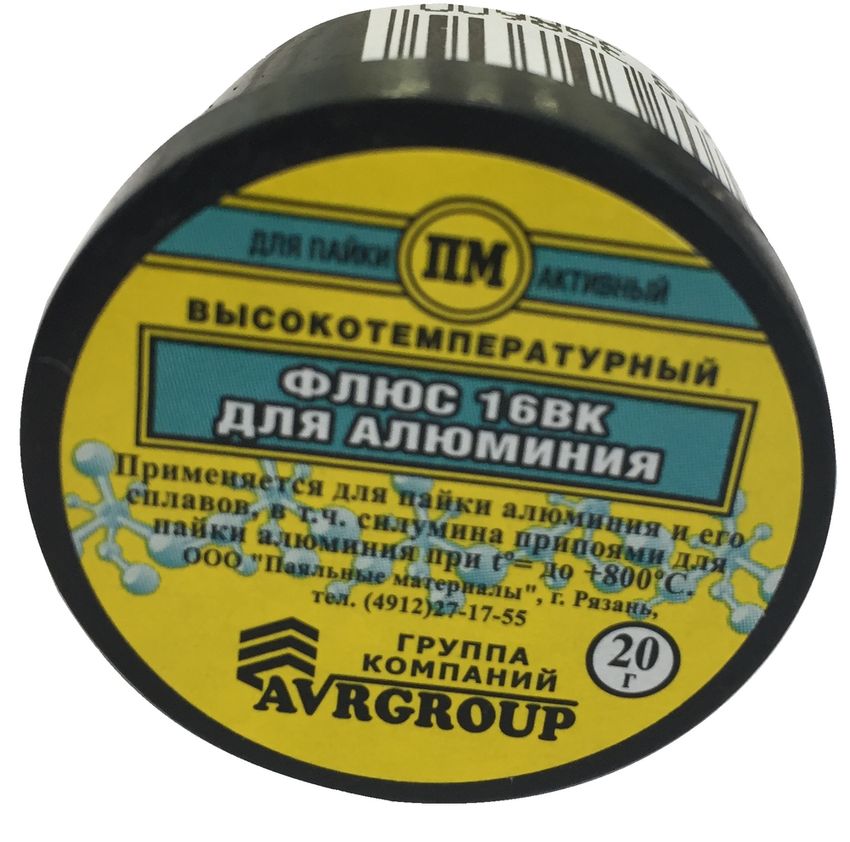 ДЛЯ ПАЙКИ ПМ АКТИВНЫЙ
ВЫСОКОТЕМПЕРАТУРНЫЙ
ФЛЮС 16ВК
ДЛЯ АЛЮМИНИЯ
Применяется для пайки алюминия и его
сплавов, в т.ч. силумина припоями для
пайки алюминия при t°= до +800°С.
ООО "Паяльные материалы", г. Рязань,
тел. (4912)27-17-55
ГРУППА
КОМПАНИЙ
AVRGROUP
20
г